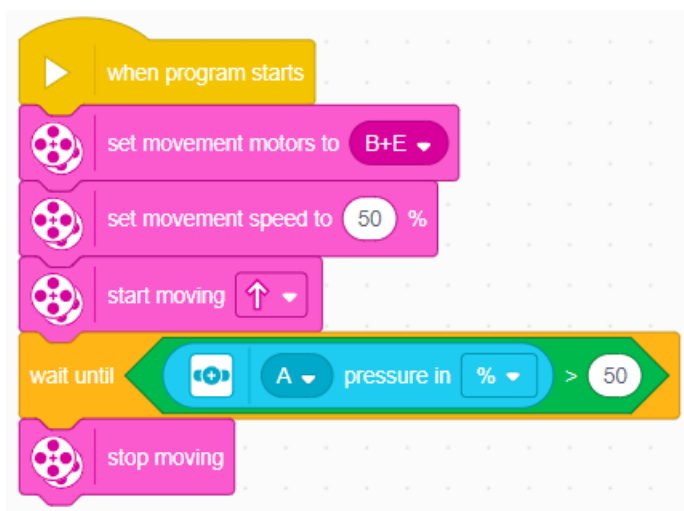 when program starts
set movement motors to B+E
set movement speed to 50 %
start moving
wait until A pressure in % > 50
stop moving